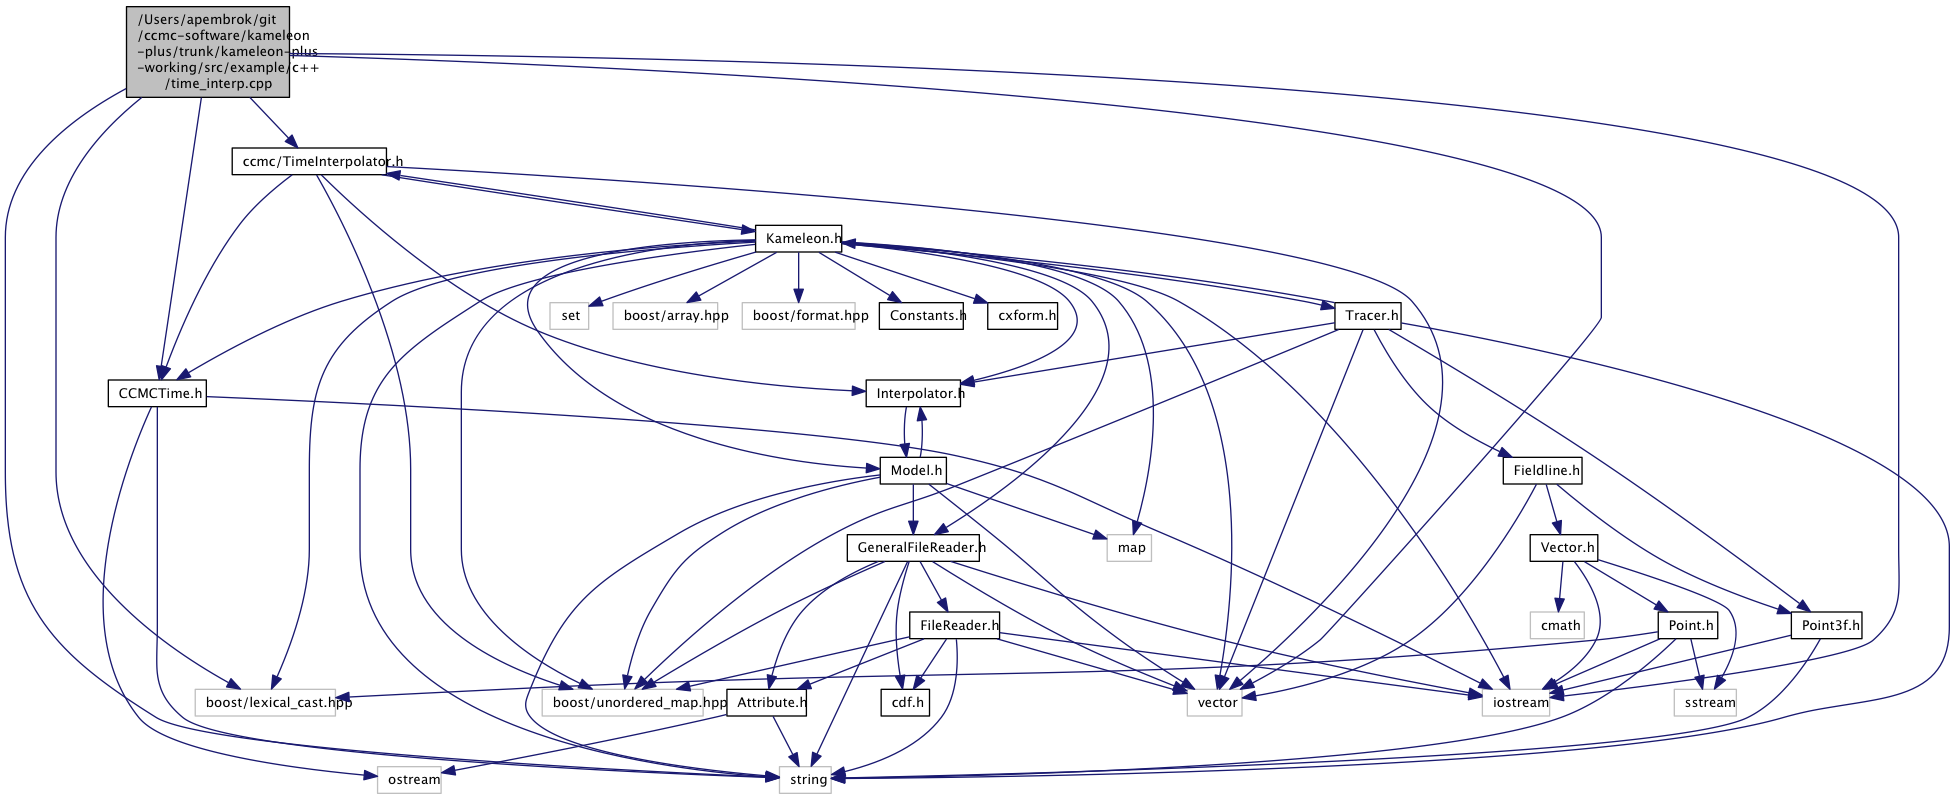 /Users/apembrok/git
/ccmc-software/kameleon
-plus/trunk/kameleon-plus
-working/src/example/c++
/time_interp.cpp
ccmc/TimeInterpolator.h
Kameleon.h
set
boost/array.hpp
boost/format.hpp
Constants.h
cxform.h
Tracer.h
CCMCTime.h
Interpolator.h
Model.h
Fieldline.h
GeneralFileReader.h
map
Vector.h
FileReader.h
cmath
Point.h
Point3f.h
boost/lexical_cast.hpp
boost/unordered_map.hpp
Attribute.h
cdf.h
vector
iostream
sstream
ostream
string